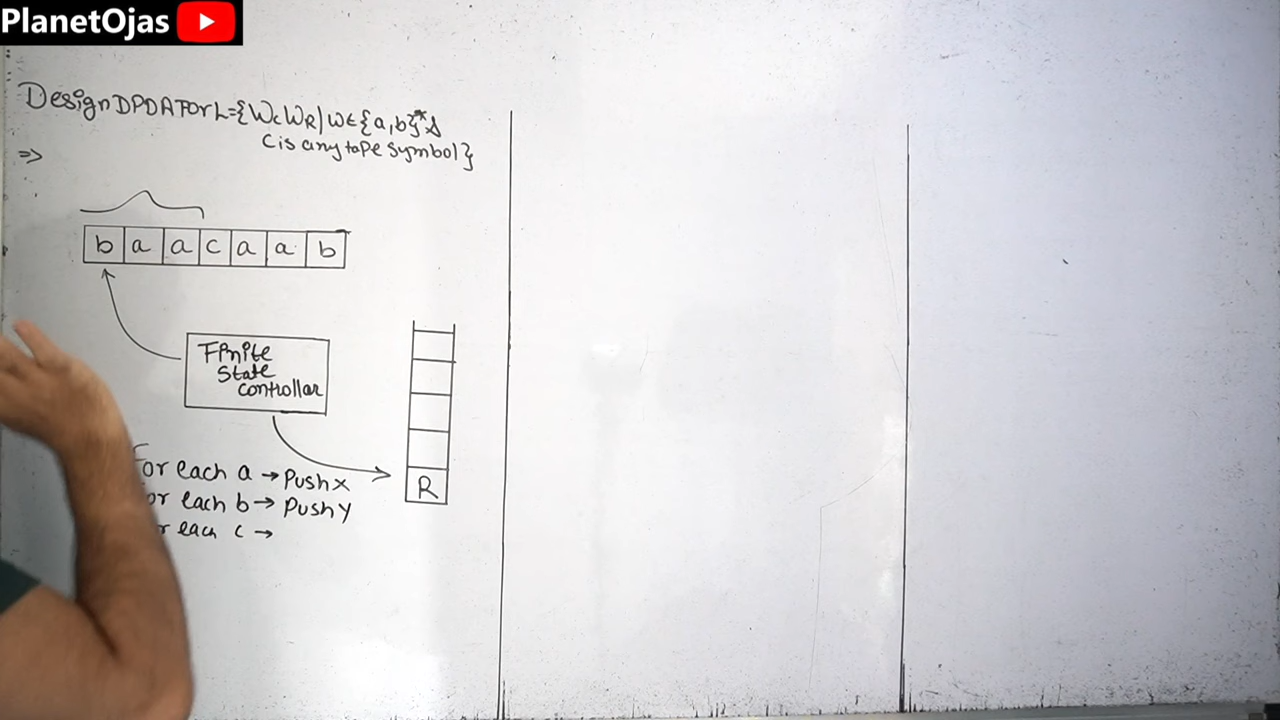 PlanetOjas
Design DPDA For L={WcWR|WE{a,b}* &
C is any tape symbol}
=>
b a a c a a b
Finite
State
controllar
R
For each a → Push x
or each b → Push y
r each c →